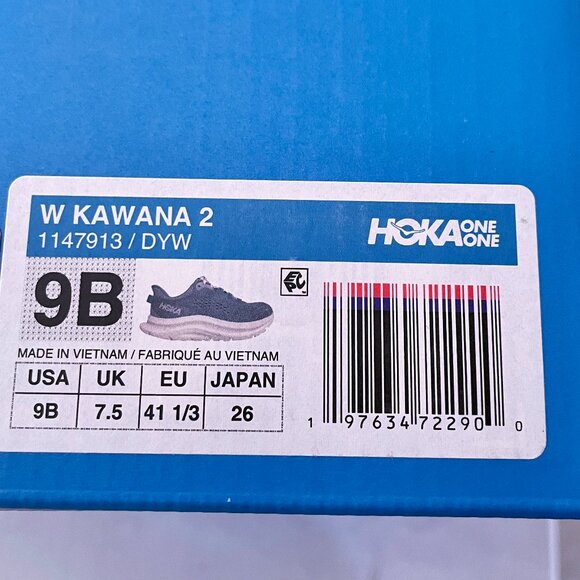 W KAWANA 2
1147913 / DYW
HOKA ONE ONE
9B
HOKA
MADE IN VIETNAM / FABRIQUÉ AU VIETNAM
USA UK EU JAPAN
9B 7.5 41 1/3 26
1 97634 72290 0